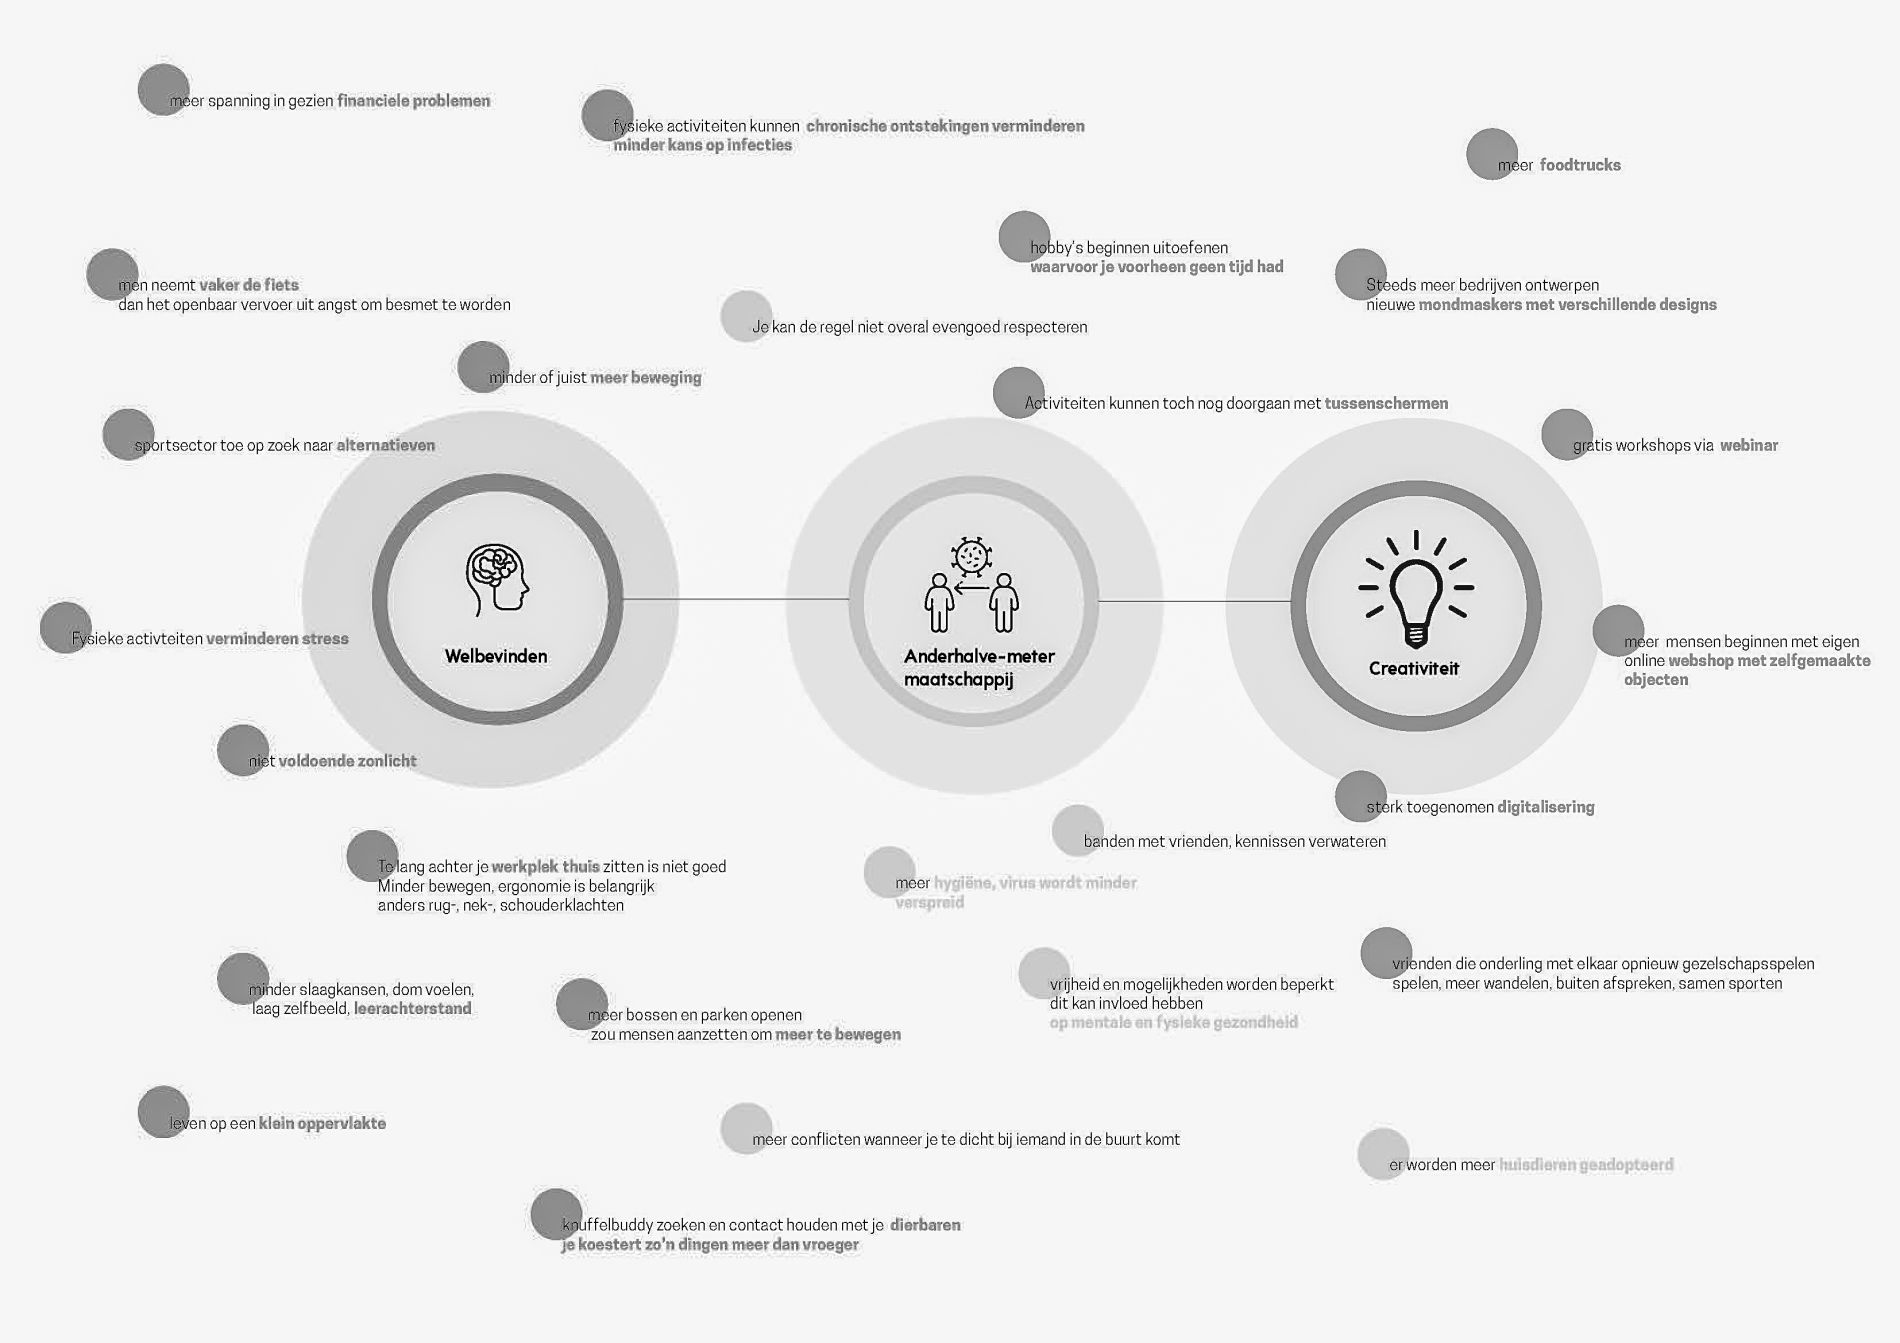 meer spanning in gezien financiele problemen
fysieke activiteiten kunnen chronische ontstekingen verminderen
minder kans op infecties
meer foodtrucks
hobby's beginnen uitoefenen
waarvoor je voorheen geen tijd had
men neemt vaker de fiets
dan het openbaar vervoer uit angst om besmet te worden
Steeds meer bedrijven ontwerpen
nieuwe mondmaskers met verschillende designs
Je kan de regel niet overal evengoed respecteren
minder of juist meer beweging
Activiteiten kunnen toch nog doorgaan met tussenschermen
sportsector toe op zoek naar alternatieven
gratis workshops via webinar
Fysieke activteiten verminderen stress
Welbevinden
Anderhalve-meter
maatschappij
Creativiteit
meer mensen beginnen met eigen
online webshop met zelfgemaakte
objecten
niet voldoende zonlicht
sterk toegenomen digitalisering
banden met vrienden, kennissen verwateren
Te lang achter je werkplek thuis zitten is niet goed
Minder bewegen, ergonomie is belangrijk
anders rug-, nek-, schouderklachten
meer hygiëne, virus wordt minder
verspreid
vrienden die onderling met elkaar opnieuw gezelschapsspelen
spelen, meer wandelen, buiten afspreken, samen sporten
minder slaagkansen, dom voelen,
laag zelfbeeld, leerachterstand
vrijheid en mogelijkheden worden beperkt
dit kan invloed hebben
op mentale en fysieke gezondheid
meer bossen en parken openen
zou mensen aanzetten om meer te bewegen
leven op een klein oppervlakte
meer conflicten wanneer je te dicht bij iemand in de buurt komt
er worden meer huisdieren geadopteerd
knuffelbuddy zoeken en contact houden met je dierbaren
je koestert zo'n dingen meer dan vroeger